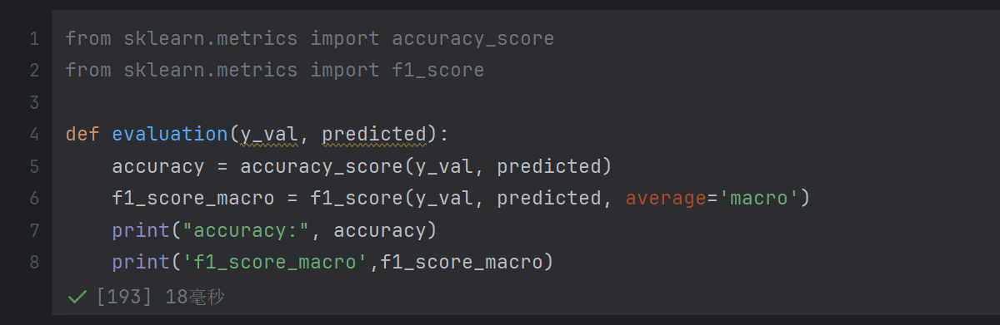 1 from sklearn.metrics import accuracy_score
2 from sklearn.metrics import f1_score
3
4 def evaluation(y_val, predicted):
5     accuracy = accuracy_score(y_val, predicted)
6     f1_score_macro = f1_score(y_val, predicted, average='macro')
7     print("accuracy:", accuracy)
8     print('f1_score_macro',f1_score_macro)
[193] 18毫秒